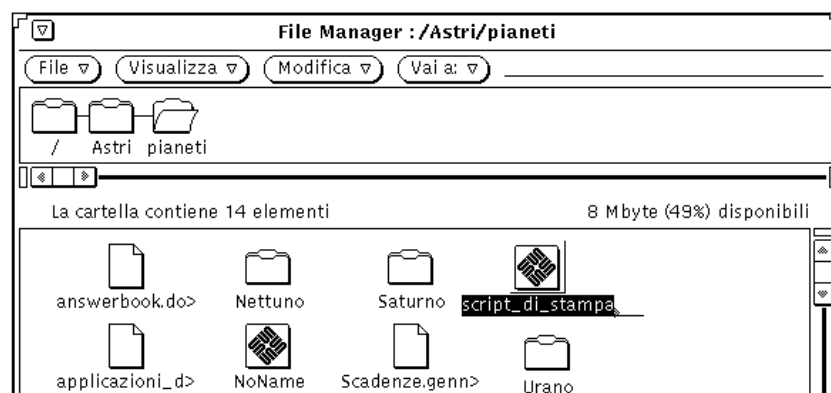 File Manager : /Astri/pianeti
File Visualizza Modifica Vai a:
/ Astri pianeti
La cartella contiene 14 elementi 8 Mbyte (49%) disponibili
answerbook.do> Nettuno Saturno script_di_stampa
applicazioni_d> NoName Scadenze.genn> Urano